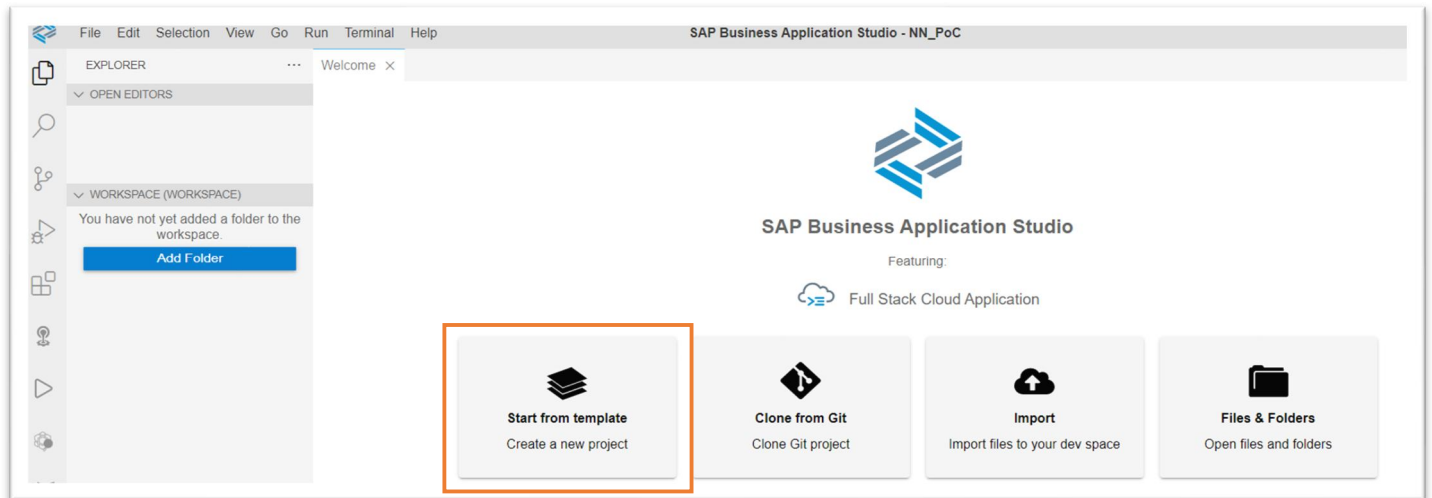 File Edit Selection View Go Run Terminal Help
SAP Business Application Studio - NN_PoC
EXPLORER
Welcome
OPEN EDITORS
WORKSPACE (WORKSPACE)
You have not yet added a folder to the
workspace.
Add Folder
SAP Business Application Studio
Featuring:
Full Stack Cloud Application
Start from template
Create a new project
Clone from Git
Clone Git project
Import
Import files to your dev space
Files & Folders
Open files and folders